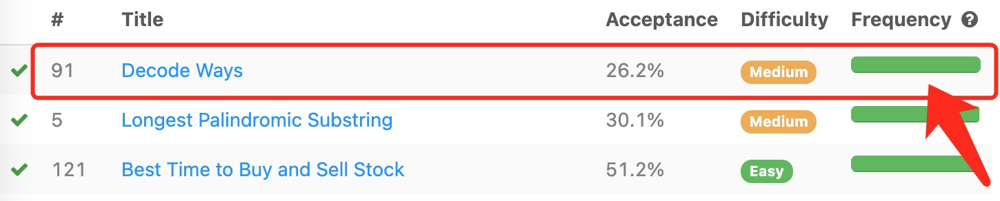 # Title Acceptance Difficulty Frequency ?
91 Decode Ways 26.2% Medium
5 Longest Palindromic Substring 30.1% Medium
121 Best Time to Buy and Sell Stock 51.2% Easy